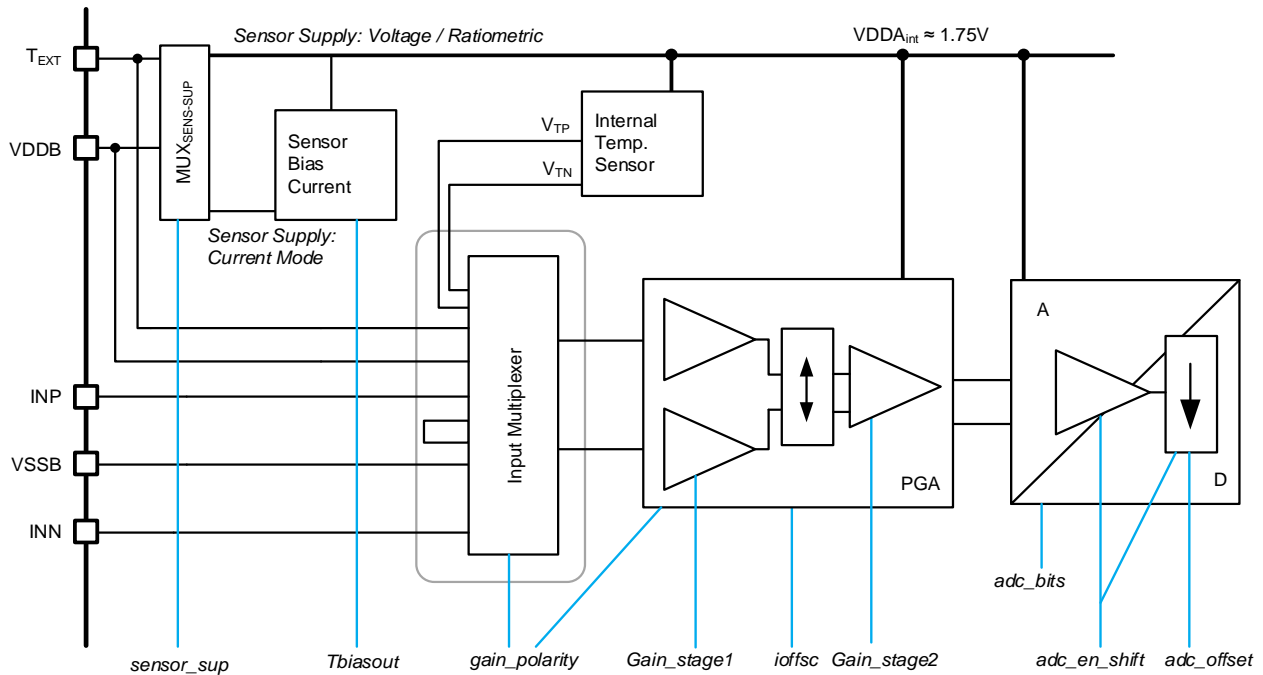 Sensor Supply: Voltage / Ratiometric
VDDAint ≈ 1.75V
TEXT
VDDB
MUXSENS-SUP
Sensor
Bias
Current
VTP
VTN
Internal
Temp.
Sensor
Sensor Supply:
Current Mode
Input Multiplexer
INP
VSSB
INN
PGA
A
D
adc_bits
sensor_sup
Tbiasout
gain_polarity
Gain_stage1
ioffsc
Gain_stage2
adc_en_shift
adc_offset